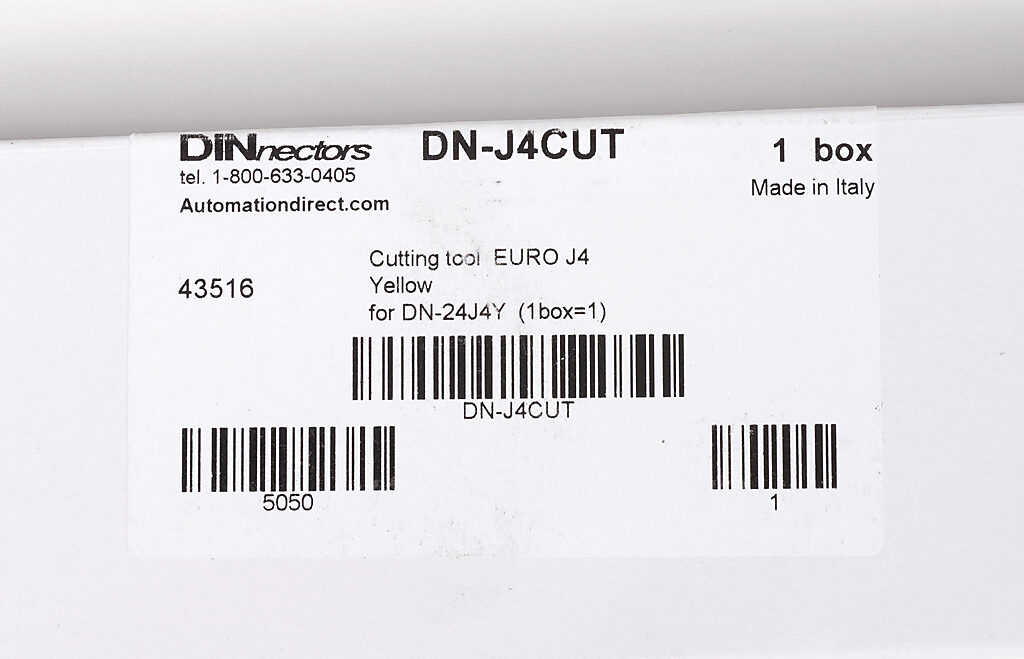 DINnectors DN-J4CUT 1 box
tel. 1-800-633-0405
Made in Italy
Automationdirect.com
Cutting tool EURO J4
43516
Yellow
for DN-24J4Y (1box=1)
DN-J4CUT
5050
1